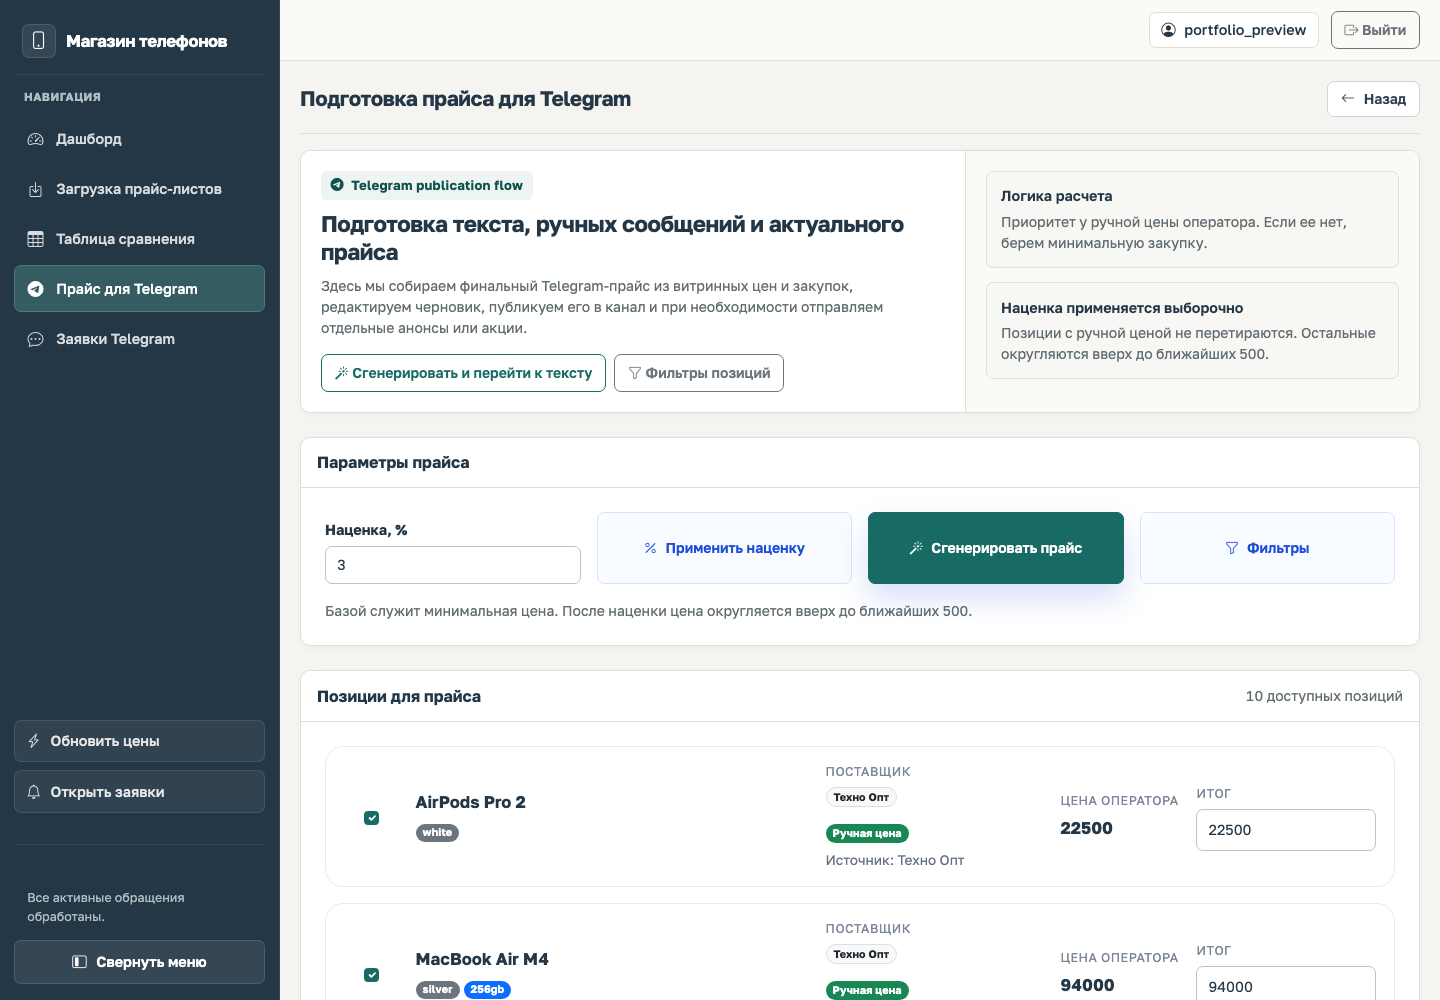 Магазин телефонов
НАВИГАЦИЯ
Дашборд
Загрузка прайс-листов
Таблица сравнения
Прайс для Telegram
Заявки Telegram
Обновить цены
Открыть заявки
Все активные обращения
обработаны.
Свернуть меню
portfolio_preview
Выйти
Подготовка прайса для Telegram
Назад
Telegram publication flow
Подготовка текста, ручных сообщений и актуального
прайса
Здесь мы собираем финальный Telegram-прайс из витринных цен и закупок,
редактируем черновик, публикуем его в канал и при необходимости отправляем
отдельные анонсы или акции.
Сгенерировать и перейти к тексту
Фильтры позиций
Логика расчета
Приоритет у ручной цены оператора. Если ее нет,
берем минимальную закупку.
Наценка применяется выборочно
Позиции с ручной ценой не перетираются. Остальные
округляются вверх до ближайших 500.
Параметры прайса
Наценка, %
3
Применить наценку
Сгенерировать прайс
Фильтры
Базой служит минимальная цена. После наценки цена округляется вверх до ближайших 500.
Позиции для прайса
10 доступных позиций
AirPods Pro 2
white
ПОСТАВЩИК
Техно Опт
Ручная цена
Источник: Техно Опт
ЦЕНА ОПЕРАТОРА
22500
ИТОГ
22500
MacBook Air M4
silver 256gb
ПОСТАВЩИК
Техно Опт
Ручная цена
ЦЕНА ОПЕРАТОРА
94000
ИТОГ
94000